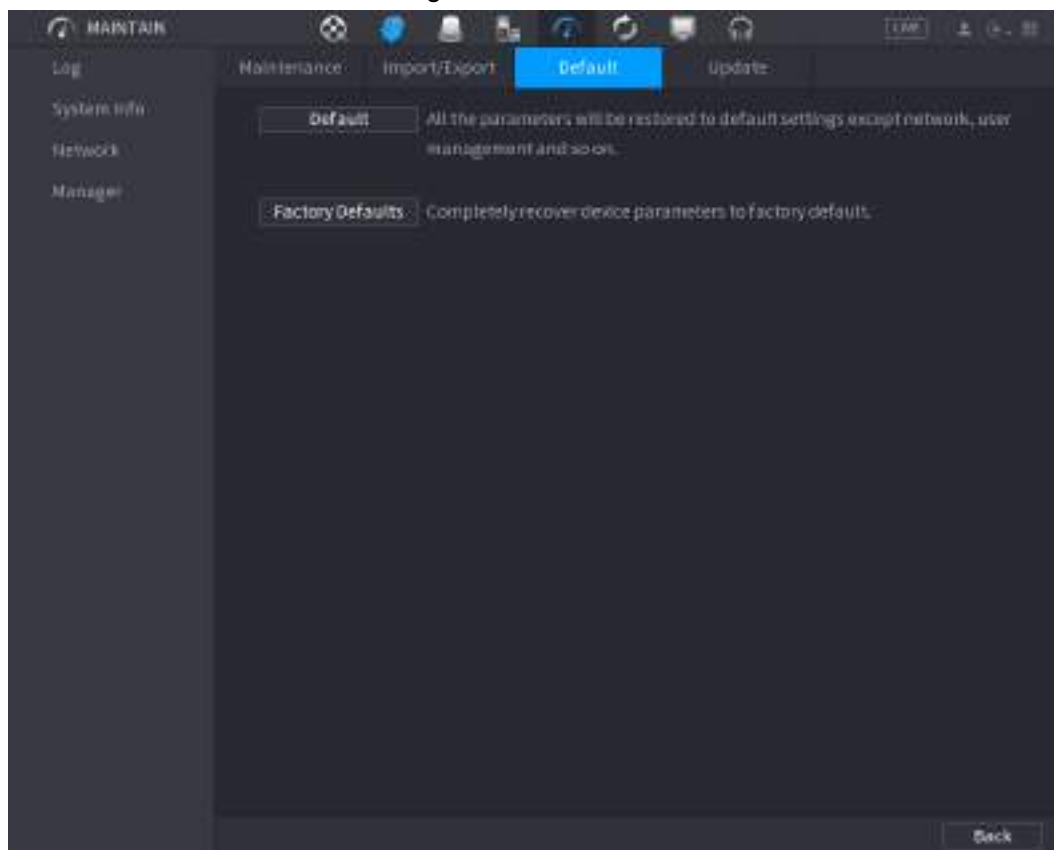 MAINTAIN
LIVE
Log
Maintenance
Import/Export
Default
Update
System Info
Network
Manager
Default
All the parameters will be restored to default settings except network, user
management and so on.
Factory Defaults
Completely recover device parameters to factory default.
Back